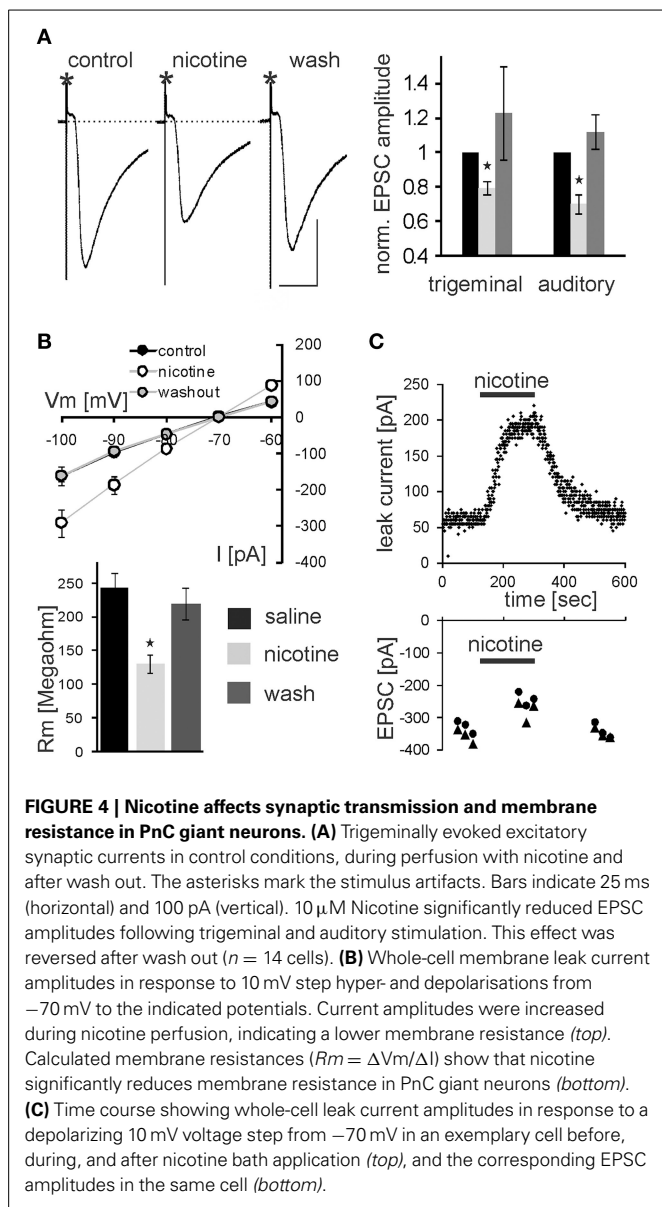 A
control nicotine wash
* * *
norm. EPSC amplitude
1.4
1.2
1
0.8
0.6
0.4
★ ★
trigeminal auditory
B
control
nicotine
washout
Vm [mV]
-100 -90 -80 -70 -60
200
100
0
-100
-200
-300
-400
I [pA]
Rm [Megaohm]
250
200
150
100
50
0
★
saline
nicotine
wash
C
nicotine
leak current [pA]
250
200
150
100
50
0
0 200 400 600
time [sec]
nicotine
EPSC [pA]
-100
-200
-300
-400
FIGURE 4 | Nicotine affects synaptic transmission and membrane
resistance in PnC giant neurons. (A) Trigeminally evoked excitatory
synaptic currents in control conditions, during perfusion with nicotine and
after wash out. The asterisks mark the stimulus artifacts. Bars indicate 25 ms
(horizontal) and 100 pA (vertical). 10 μM Nicotine significantly reduced EPSC
amplitudes following trigeminal and auditory stimulation. This effect was
reversed after wash out (n = 14 cells). (B) Whole-cell membrane leak current
amplitudes in response to 10 mV step hyper- and depolarisations from
−70 mV to the indicated potentials. Current amplitudes were increased
during nicotine perfusion, indicating a lower membrane resistance (top).
Calculated membrane resistances (Rm = ΔVm/ΔI) show that nicotine
significantly reduces membrane resistance in PnC giant neurons (bottom).
(C) Time course showing whole-cell leak current amplitudes in response to a
depolarizing 10 mV voltage step from −70 mV in an exemplary cell before,
during, and after nicotine bath application (top), and the corresponding EPSC
amplitudes in the same cell (bottom).